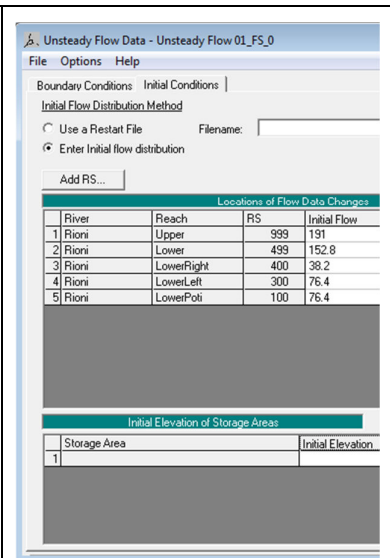 Unsteady Flow Data - Unsteady Flow 01_FS_0
File Options Help
Boundary Conditions Initial Conditions
Initial Flow Distribution Method
Use a Restart File Filename:
Enter Initial flow distribution
Add RS...
Locations of Flow Data Changes
River Reach RS Initial Flow
1 Rioni Upper 999 191
2 Rioni Lower 499 152.8
3 Rioni LowerRight 400 38.2
4 Rioni LowerLeft 300 76.4
5 Rioni LowerPoti 100 76.4
Initial Elevation of Storage Areas
Storage Area Initial Elevation
1